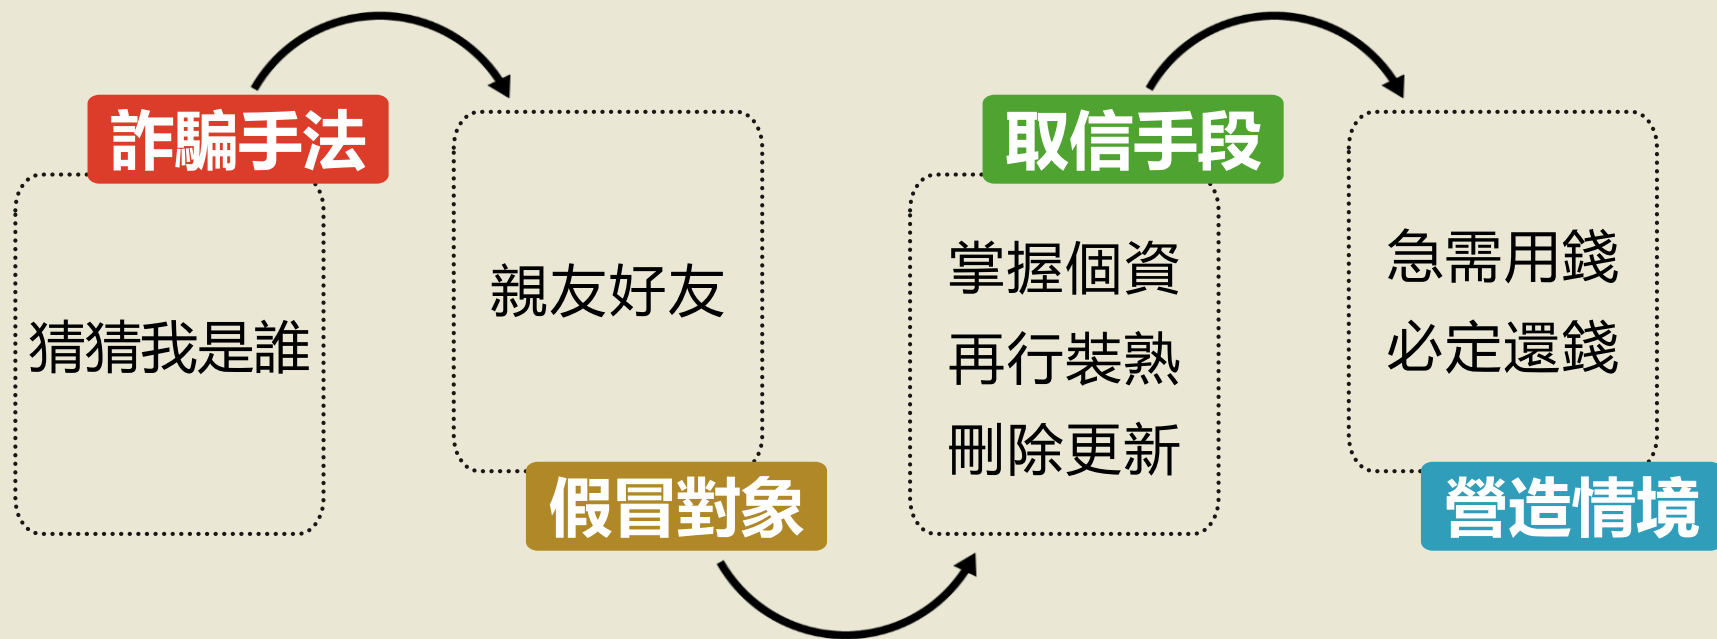 詐騙手法
猜猜我是誰
親友好友
假冒對象
取信手段
掌握個資
再行裝熟
刪除更新
急需用錢
必定還錢
營造情境